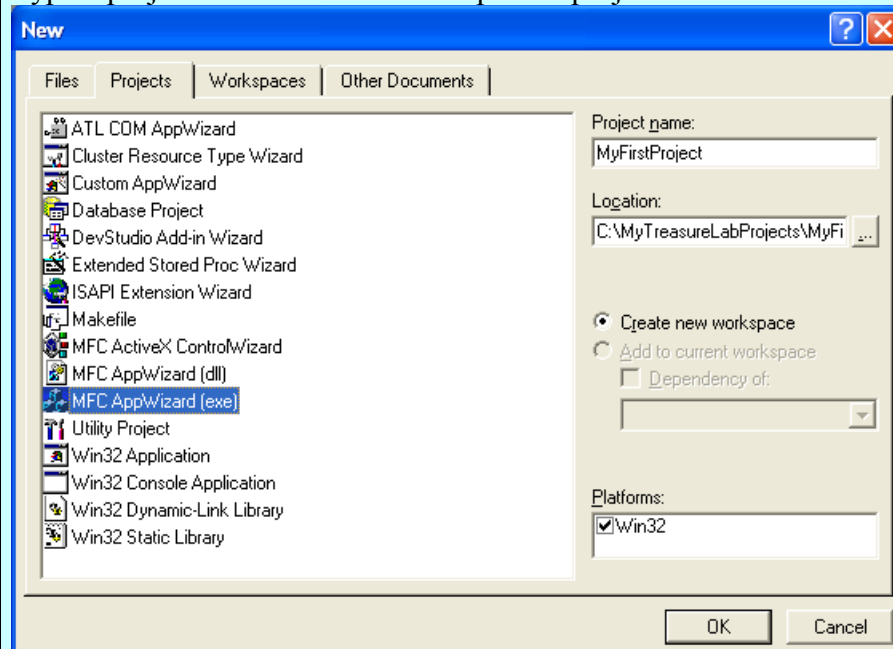 New
Files Projects Workspaces Other Documents
ATL COM AppWizard
Cluster Resource Type Wizard
Custom AppWizard
Database Project
DevStudio Add-in Wizard
Extended Stored Proc Wizard
ISAPI Extension Wizard
Makefile
MFC ActiveX ControlWizard
MFC AppWizard (dll)
MFC AppWizard (exe)
Utility Project
Win32 Application
Win32 Console Application
Win32 Dynamic-Link Library
Win32 Static Library
Project name:
MyFirstProject
Location:
C:\MyTreasureLabProjects\MyFi ...
Create new workspace
Add to current workspace
Dependency of:
Platforms:
Win32
OK Cancel